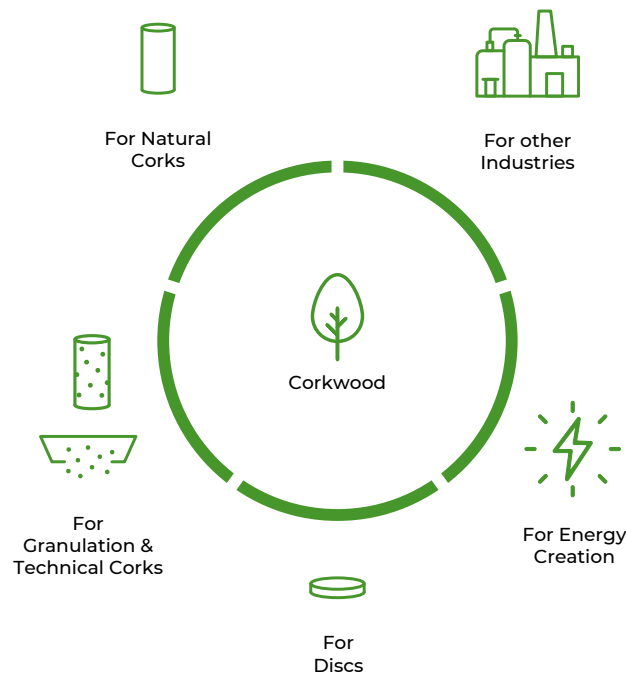 For Natural
Corks
For other
Industries
Corkwood
For
Granulation &
Technical Corks
For Energy
Creation
For
Discs